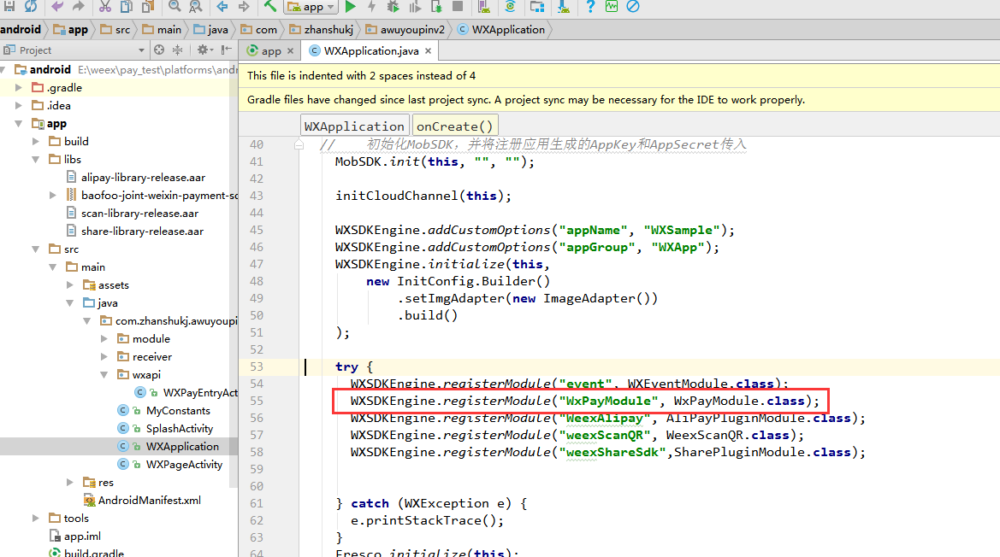 app
android app src main java com zhanshukj awuyoupinv2 WXApplication
Project
app WXApplication.java
android E:\weex\pay_test\platforms\andr
.gradle
.idea
app
build
libs
alipay-library-release.aar
baofoo-joint-weixin-payment-sd
scan-library-release.aar
share-library-release.aar
src
main
assets
java
com.zhanshukj.awuyoupi
module
receiver
wxapi
WXPayEntryAct
MyConstants
SplashActivity
WXApplication
WXPageActivity
res
AndroidManifest.xml
tools
app.iml
build.gradle
This file is indented with 2 spaces instead of 4
Gradle files have changed since last project sync. A project sync may be necessary for the IDE to work properly.
WXApplication onCreate()
40 // 初始化MobSDK，并将注册应用生成的AppKey和AppSecret传入
41 MobSDK.init(this, "", "");
42
43 initCloudChannel(this);
44
45 WXSDKEngine.addCustomOptions("appName", "WXSample");
46 WXSDKEngine.addCustomOptions("appGroup", "WXApp");
47 WXSDKEngine.initialize(this,
48 new InitConfig.Builder()
49 .setImgAdapter(new ImageAdapter())
50 .build()
51 );
52
53 try {
54 WXSDKEngine.registerModule("event", WXEventModule.class);
55 WXSDKEngine.registerModule("WxPayModule", WxPayModule.class);
56 WXSDKEngine.registerModule("WeexAlipay", AliPayPluginModule.class);
57 WXSDKEngine.registerModule("weexScanQR", WeexScanQR.class);
58 WXSDKEngine.registerModule("weexShareSdk",SharePluginModule.class);
59
60
61 } catch (WXException e) {
62 e.printStackTrace();
63 }
64 Fresco.initialize(this);